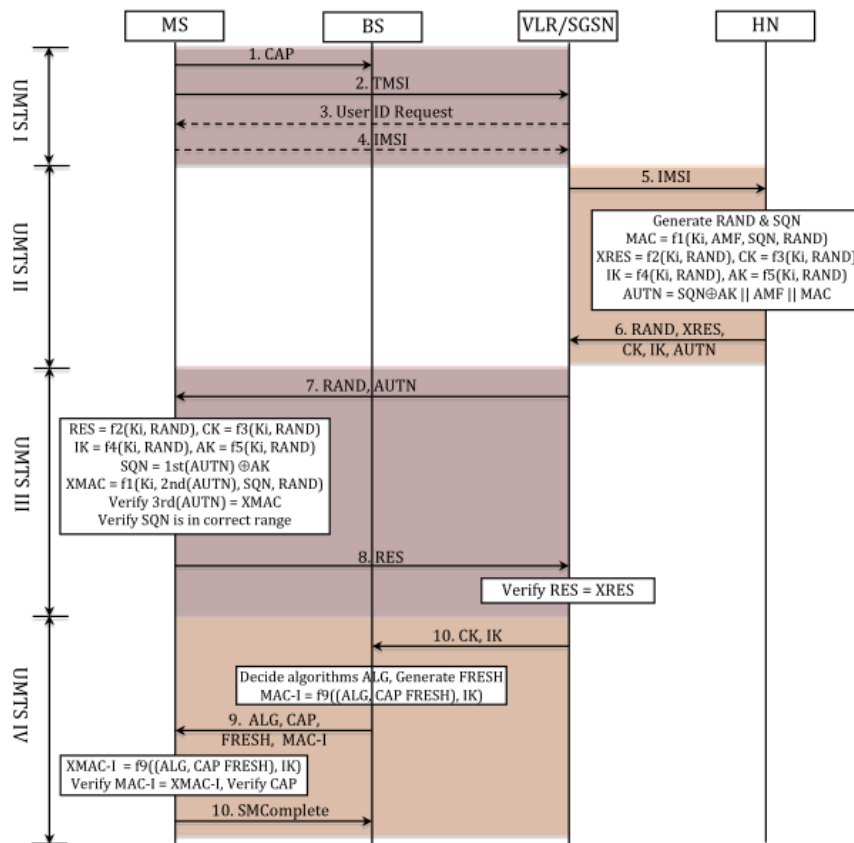 MS BS VLR/SGSN HN
UMTS I
1. CAP
2. TMSI
3. User ID Request
4. IMSI
UMTS II
5. IMSI
Generate RAND & SQN
MAC = f1(Ki, AMF, SQN, RAND)
XRES = f2(Ki, RAND), CK = f3(Ki, RAND)
IK = f4(Ki, RAND), AK = f5(Ki, RAND)
AUTN = SQN⊕AK || AMF || MAC
6. RAND, XRES,
CK, IK, AUTN
UMTS III
7. RAND, AUTN
RES = f2(Ki, RAND), CK = f3(Ki, RAND)
IK = f4(Ki, RAND), AK = f5(Ki, RAND)
SQN = 1st(AUTN) ⊕AK
XMAC = f1(Ki, 2nd(AUTN), SQN, RAND)
Verify 3rd(AUTN) = XMAC
Verify SQN is in correct range
8. RES
Verify RES = XRES
UMTS IV
10. CK, IK
Decide algorithms ALG, Generate FRESH
MAC-I = f9((ALG, CAP FRESH), IK)
9. ALG, CAP,
FRESH, MAC-I
XMAC-I = f9((ALG, CAP FRESH), IK)
Verify MAC-I = XMAC-I, Verify CAP
10. SMComplete